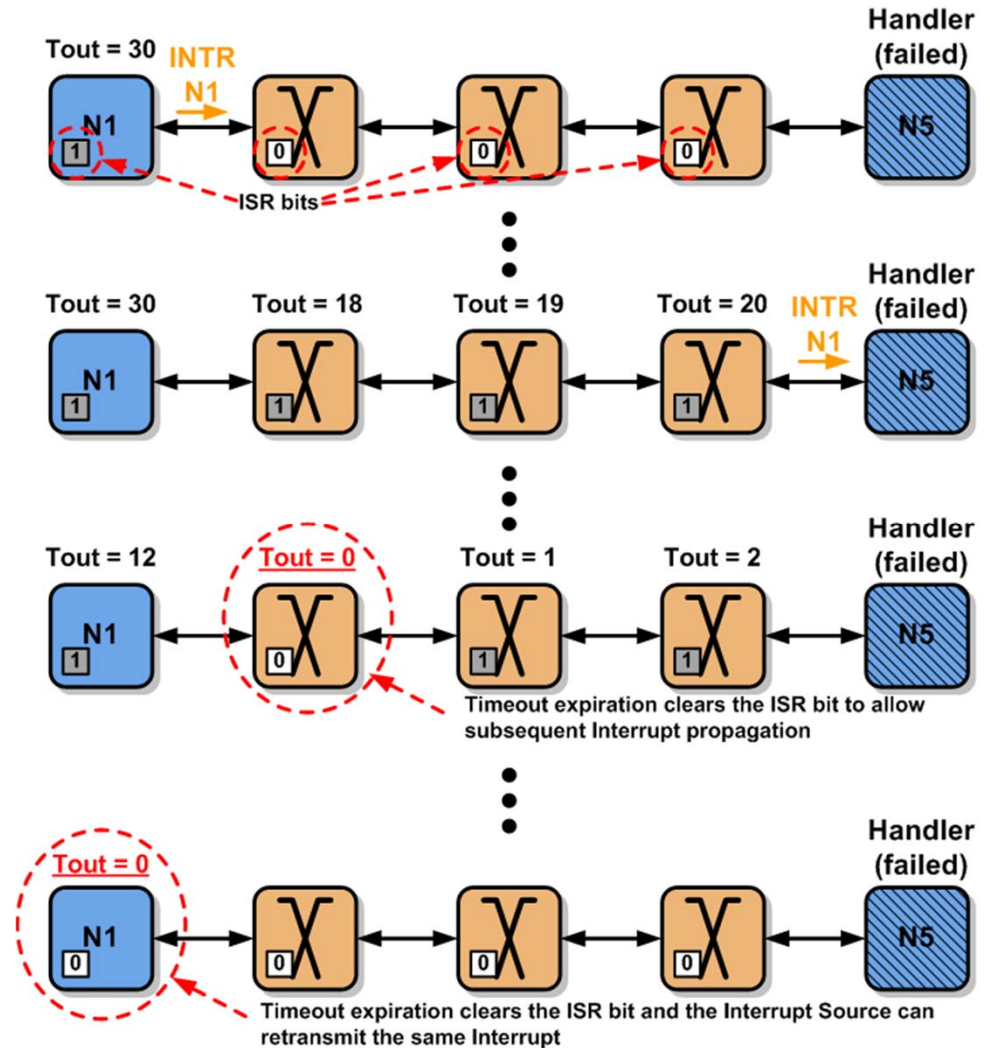 Handler
(failed)
Tout = 30
INTR
N1
N1
N5
1
0
0
0
ISR bits
Handler
(failed)
Tout = 30
Tout = 18
Tout = 19
Tout = 20
INTR
N1
N1
N5
1
1
1
1
Handler
(failed)
Tout = 12
Tout = 0
Tout = 1
Tout = 2
N1
N5
1
0
1
1
Timeout expiration clears the ISR bit to allow
subsequent Interrupt propagation
Handler
(failed)
Tout = 0
N1
N5
0
0
0
0
Timeout expiration clears the ISR bit and the Interrupt Source can
retransmit the same Interrupt